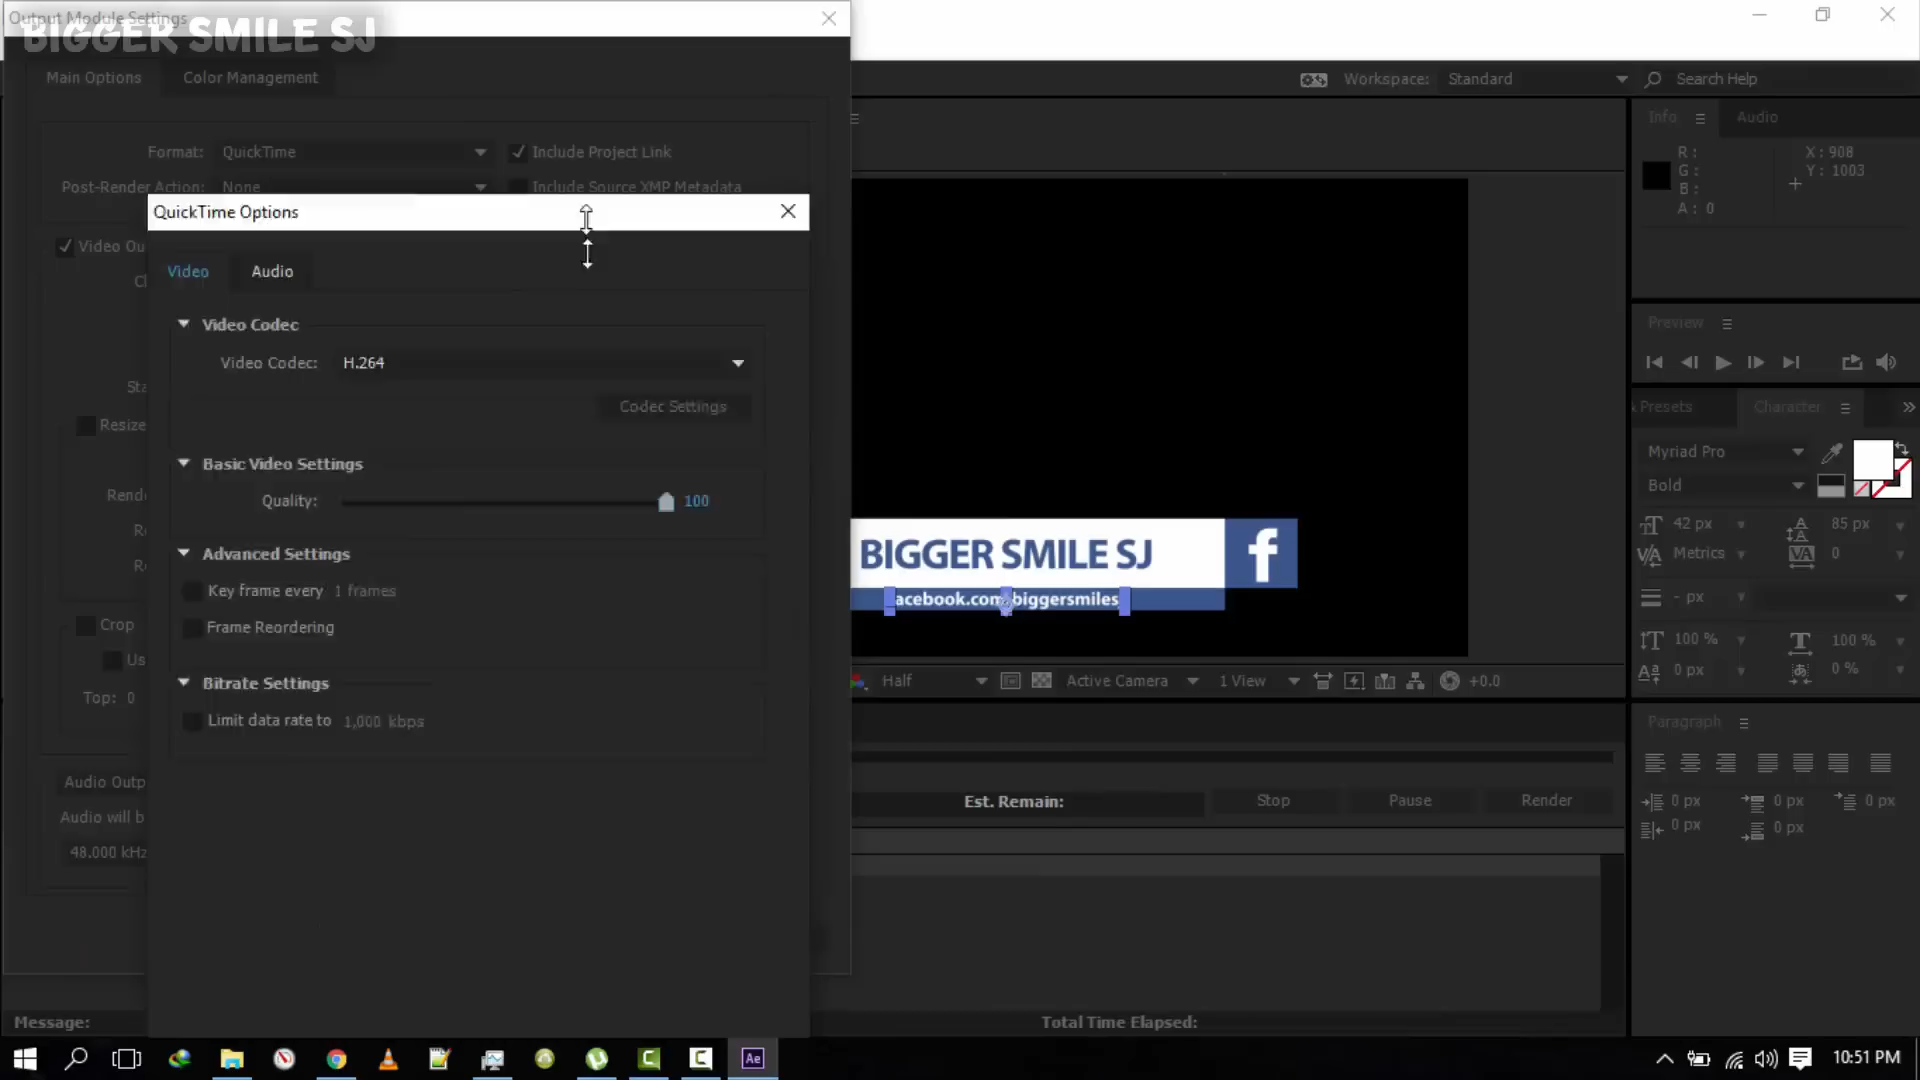 Output Module Settings
BIGGER SMILE SJ
Main Options
Color Management
Workspace:
Standard
Search Help
Info
Audio
Format:
QuickTime
Include Project Link
R:
G:
B:
A: 0
X: 908
Y: 1003
Post-Render Action:
None
Include Source XMP Metadata
QuickTime Options
Video Ou
Video
Audio
Video Codec
Video Codec:
H.264
Codec Settings
Resize
Basic Video Settings
Quality:
100
Advanced Settings
Key frame every
1 frames
Frame Reordering
Crop
Top: 0
Bitrate Settings
Limit data rate to
1,000 kbps
Audio Outp
Audio will b
48.000 kHz
BIGGER SMILE SJ
f
acebook.com
biggersmiles
Half
Active Camera
1 View
+0.0
Est. Remain:
Stop
Pause
Render
Message:
Total Time Elapsed:
Preview
& Presets
Character
Myriad Pro
Bold
42 px
85 px
Metrics
0
- px
100 %
100 %
0 px
0 %
Paragraph
0 px
0 px
0 px
0 px
0 px
Ae
10:51 PM